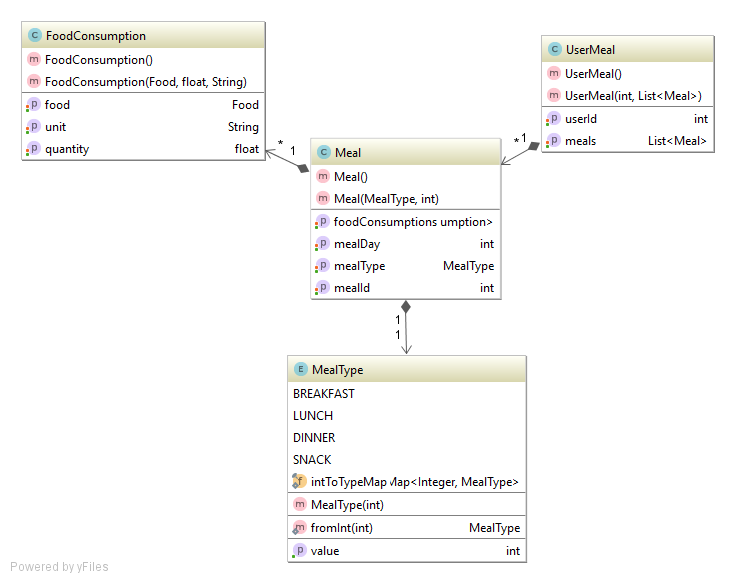 FoodConsumption
FoodConsumption()
FoodConsumption(Food, float, String)
food Food
unit String
quantity float
UserMeal
UserMeal()
UserMeal(int, List<Meal>)
userId int
meals List<Meal>
* 1
* 1
Meal
Meal()
Meal(MealType, int)
foodConsumptions umption>
mealDay int
mealType MealType
mealId int
1
1
MealType
BREAKFAST
LUNCH
DINNER
SNACK
intToTypeMap Map<Integer, MealType>
MealType(int)
fromInt(int) MealType
value int
Powered by yFiles